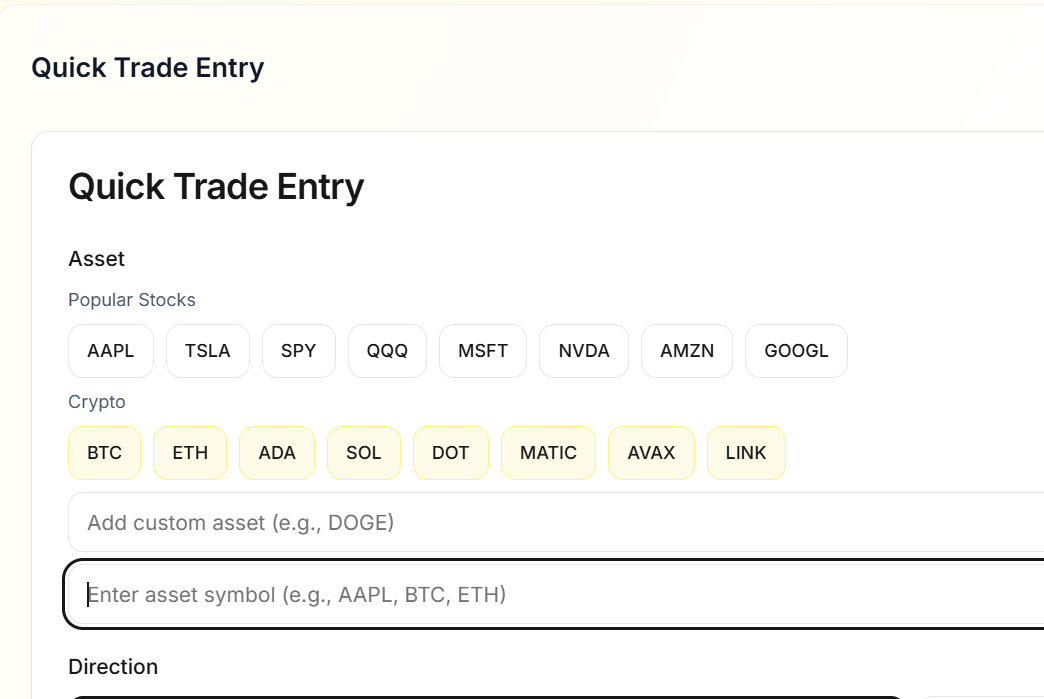 Quick Trade Entry
Quick Trade Entry
Asset
Popular Stocks
AAPL TSLA SPY QQQ MSFT NVDA AMZN GOOGL
Crypto
BTC ETH ADA SOL DOT MATIC AVAX LINK
Add custom asset (e.g., DOGE)
Enter asset symbol (e.g., AAPL, BTC, ETH)
Direction